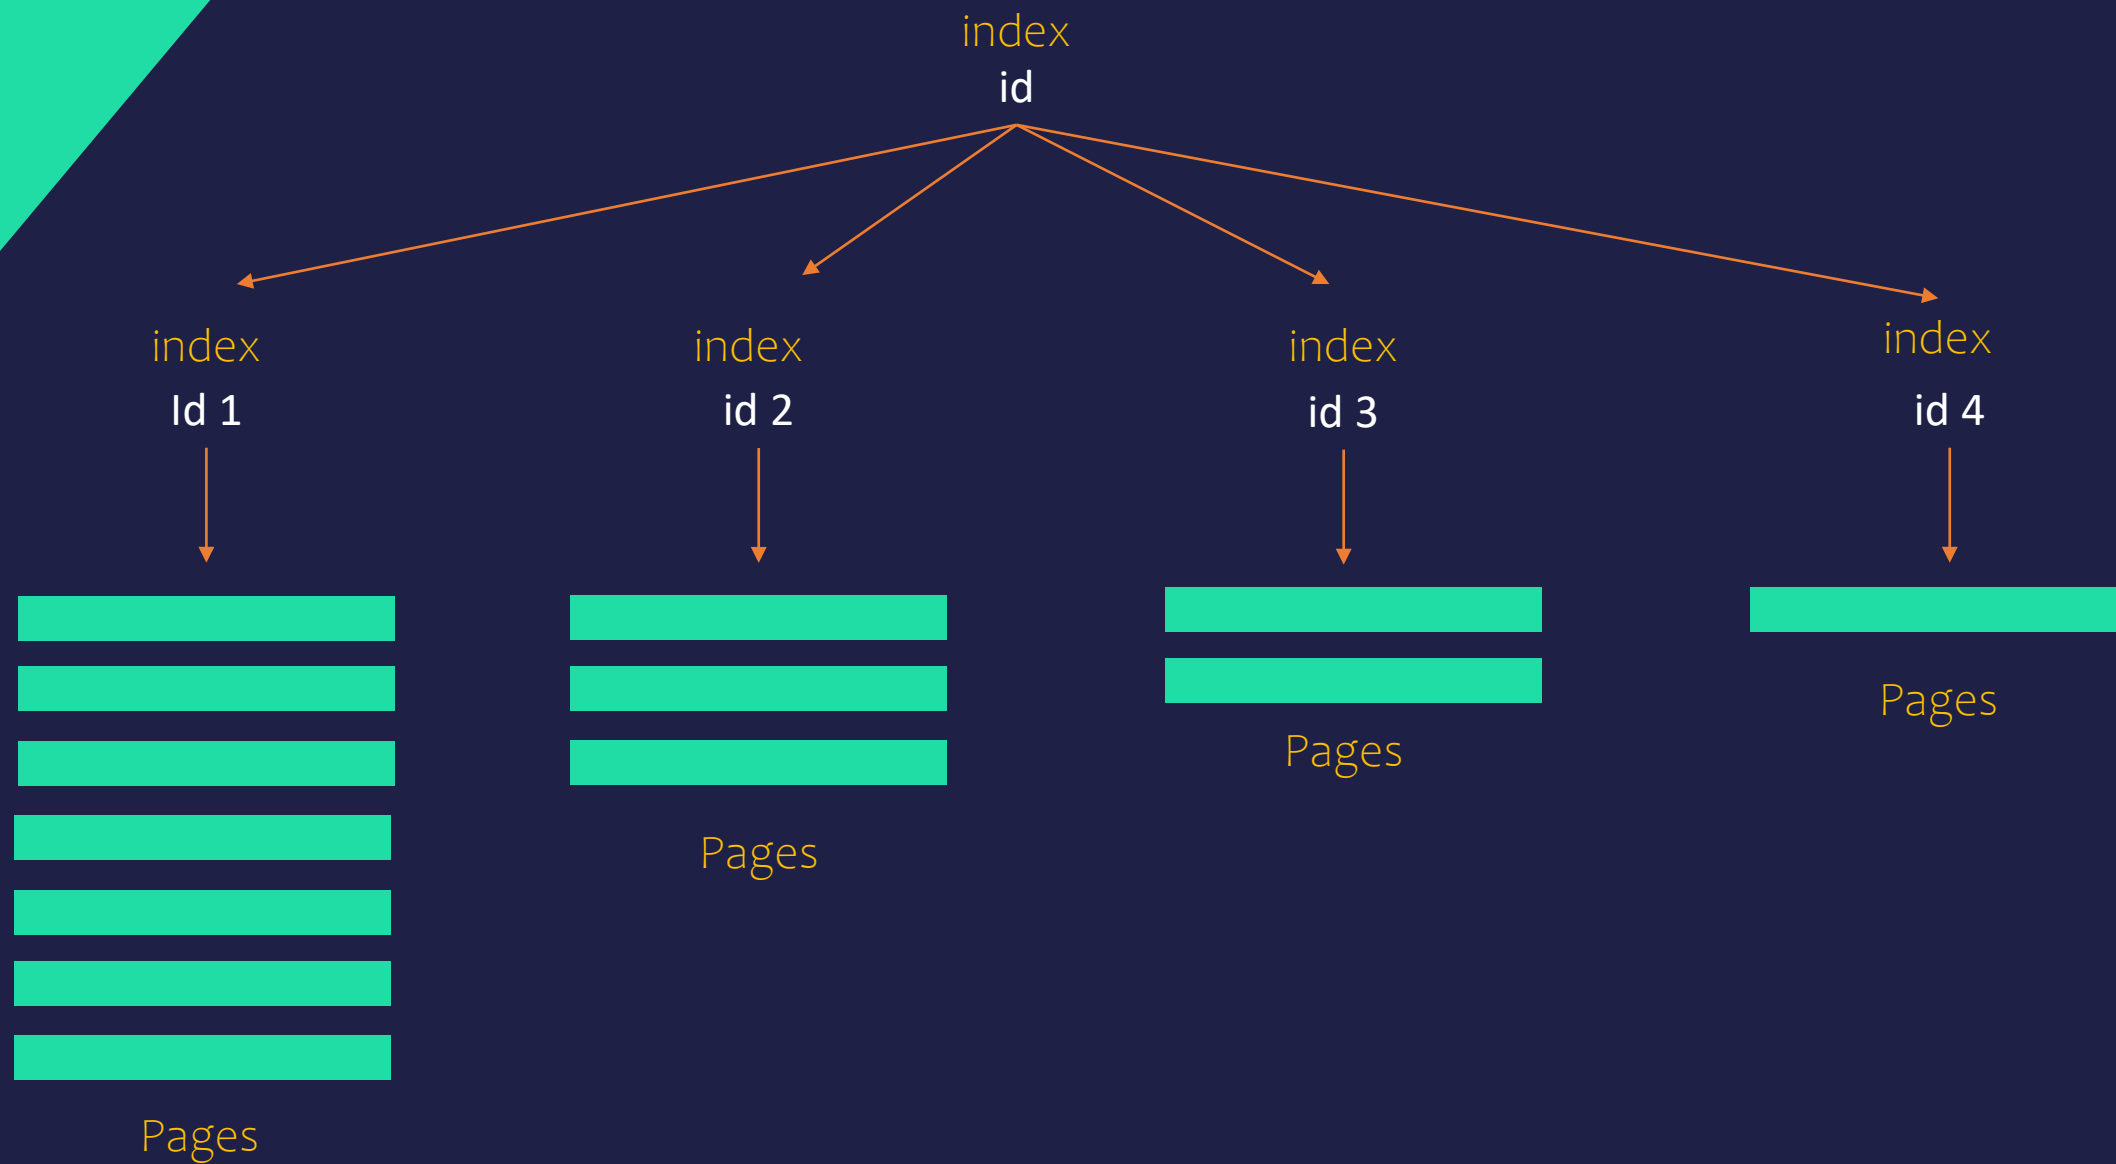 index
id
index
Id 1
index
id 2
index
id 3
index
id 4
Pages
Pages
Pages
Pages